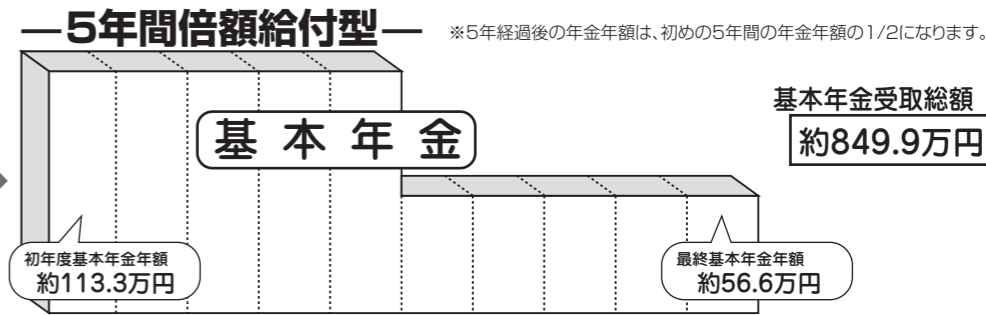 5年間倍額給付型
※5年経過後の年金年額は、初めの5年間の年金年額の1/2になります。
基本年金受取総額
約849.9万円
基本年金
初年度基本年金年額
約113.3万円
最終基本年金年額
約56.6万円